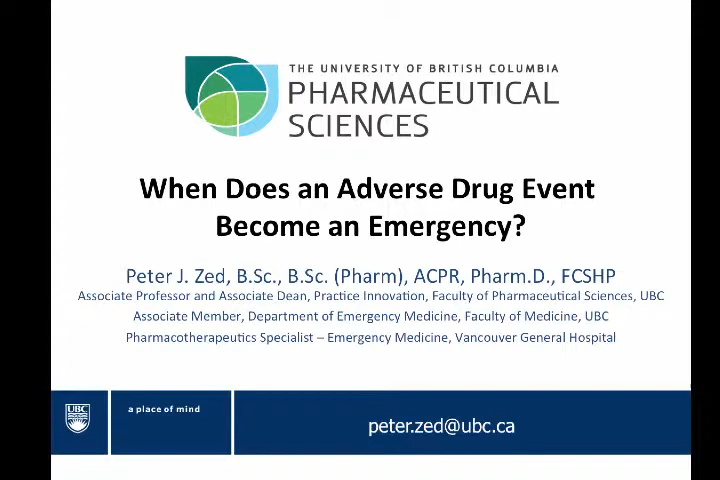 THE UNIVERSITY OF BRITISH COLUMBIA
PHARMACEUTICAL
SCIENCES
When Does an Adverse Drug Event
Become an Emergency?
Peter J. Zed, B.Sc., B.Sc. (Pharm), ACPR, Pharm.D., FCSHP
Associate Professor and Associate Dean, Practice Innovation, Faculty of Pharmaceutical Sciences, UBC
Associate Member, Department of Emergency Medicine, Faculty of Medicine, UBC
Pharmacotherapeutics Specialist – Emergency Medicine, Vancouver General Hospital
UBC
a place of mind
peter.zed@ubc.ca